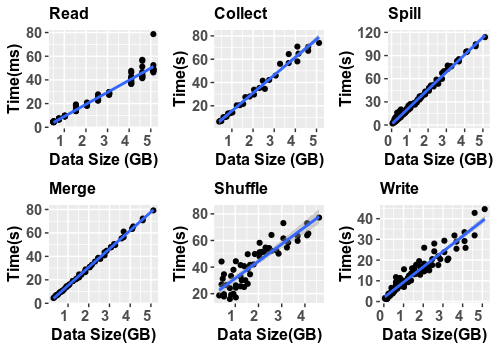 Read Collect Spill
Time(ms) 80 60 40 20 0
1 2 3 4 5
Data Size (GB)
Time(s) 80 60 40 20
1 2 3 4 5
Data Size (GB)
Time(s) 120 90 60 30 0
0 1 2 3 4 5
Data Size (GB)
Merge Shuffle Write
Time(s) 80 60 40 20 0
1 2 3 4 5
Data Size(GB)
Time(s) 80 60 40 20
1 2 3 4
Data Size(GB)
Time(s) 40 30 20 10 0
0 1 2 3 4 5
Data Size(GB)